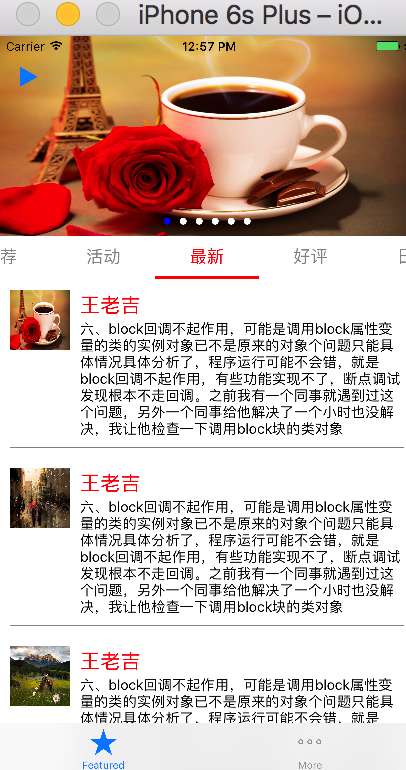 iPhone 6s Plus – iO...
Carrier 12:57 PM
荐 活动 最新 好评
王老吉
六、block回调不起作用，可能是调用block属性变
量的类的实例对象已不是原来的对象个问题只能具
体情况具体分析了，程序运行可能不会错，就是
block回调不起作用，有些功能实现不了，断点调试
发现根本不走回调。之前我有一个同事就遇到过这
个问题，另外一个同事给他解决了一个小时也没解
决，我让他检查一下调用block块的类对象
王老吉
六、block回调不起作用，可能是调用block属性变
量的类的实例对象已不是原来的对象个问题只能具
体情况具体分析了，程序运行可能不会错，就是
block回调不起作用，有些功能实现不了，断点调试
发现根本不走回调。之前我有一个同事就遇到过这
个问题，另外一个同事给他解决了一个小时也没解
决，我让他检查一下调用block块的类对象
王老吉
六、block回调不起作用，可能是调用block属性变
量的类的实例对象已不是原来的对象个问题只能具
体情况具体分析了，程序运行可能不会错，就是
Featured More